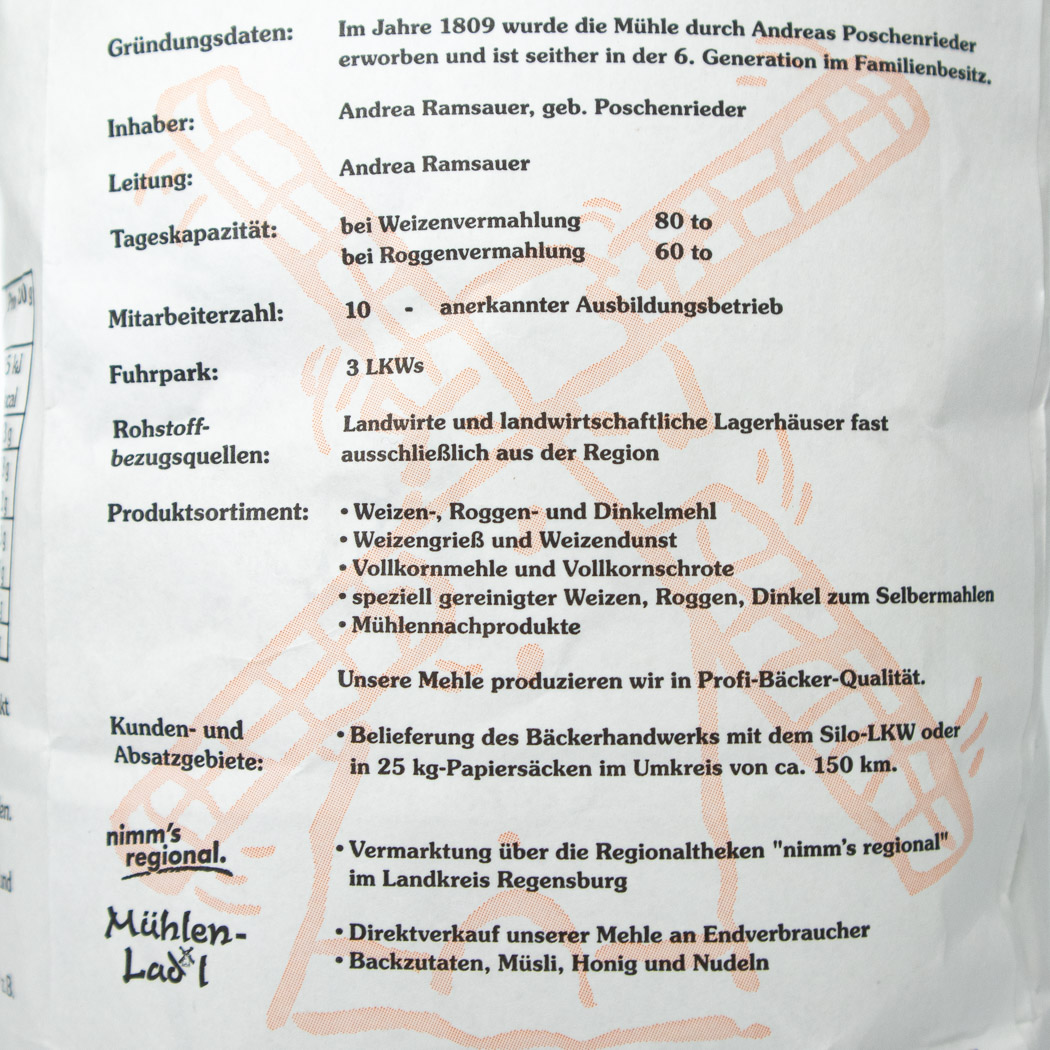 Gründungsdaten: Im Jahre 1809 wurde die Mühle durch Andreas Poschenrieder
erworben und ist seither in der 6. Generation im Familienbesitz.
Inhaber: Andrea Ramsauer, geb. Poschenrieder
Leitung: Andrea Ramsauer
Tageskapazität: bei Weizenvermahlung 80 to
bei Roggenvermahlung 60 to
Mitarbeiterzahl: 10 - anerkannter Ausbildungsbetrieb
Fuhrpark: 3 LKWs
Rohstoff- Landwirte und landwirtschaftliche Lagerhäuser fast
bezugsquellen: ausschließlich aus der Region
Produktsortiment: • Weizen-, Roggen- und Dinkelmehl
• Weizengrieß und Weizendunst
• Vollkornmehle und Vollkornschrote
• speziell gereinigter Weizen, Roggen, Dinkel zum Selbermahlen
• Mühlennachprodukte
Unsere Mehle produzieren wir in Profi-Bäcker-Qualität.
Kunden- und • Belieferung des Bäckerhandwerks mit dem Silo-LKW oder
Absatzgebiete: in 25 kg-Papiersäcken im Umkreis von ca. 150 km.
nimm's • Vermarktung über die Regionaltheken "nimm's regional"
regional. im Landkreis Regensburg
Mühlen- • Direktverkauf unserer Mehle an Endverbraucher
Lad'l • Backzutaten, Müsli, Honig und Nudeln